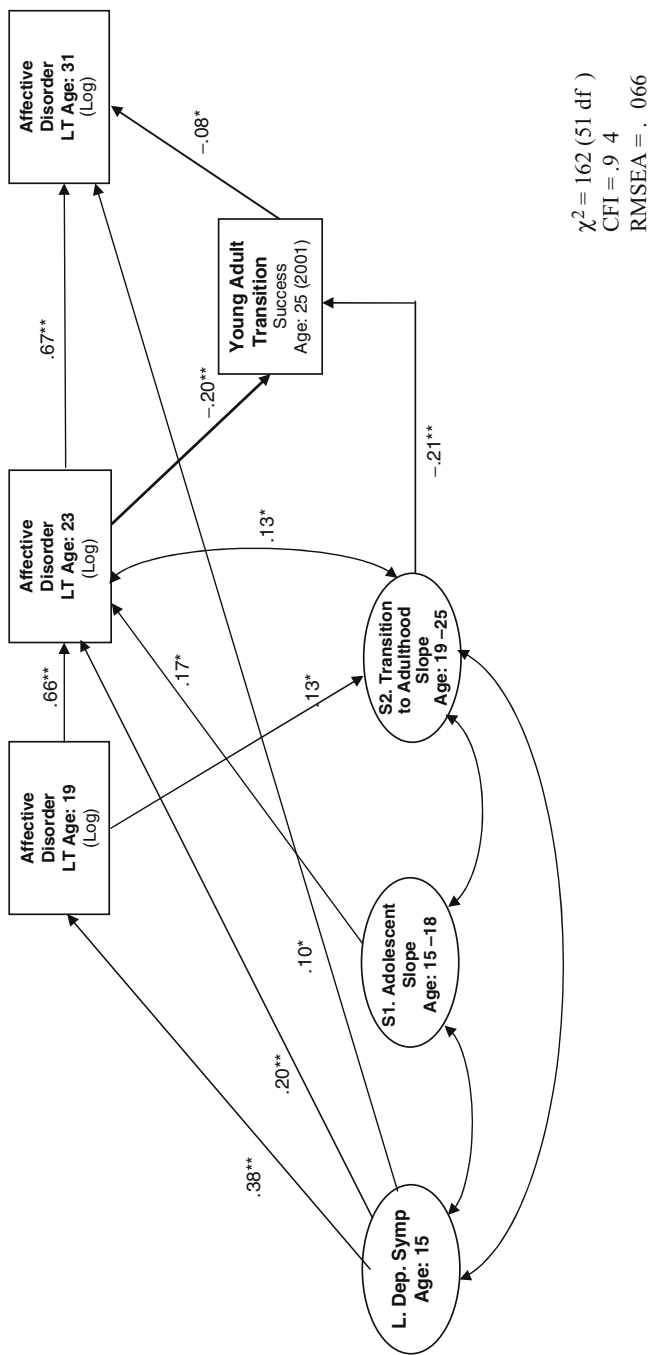 Affective
Disorder
LT Age: 19
(Log)
.66**
Affective
Disorder
LT Age: 23
(Log)
.67**
Affective
Disorder
LT Age: 31
(Log)
.38**
.20**
.10*
.17*
.13*
.13*
–.20**
–.08*
Young Adult
Transition
Success
Age: 25 (2001)
–.21**
L. Dep. Symp
Age: 15
S1. Adolescent
Slope
Age: 15 –18
S2. Transition
to Adulthood
Slope
Age: 19 –25
χ² = 162 (51 df )
CFI = .9 4
RMSEA = . 066